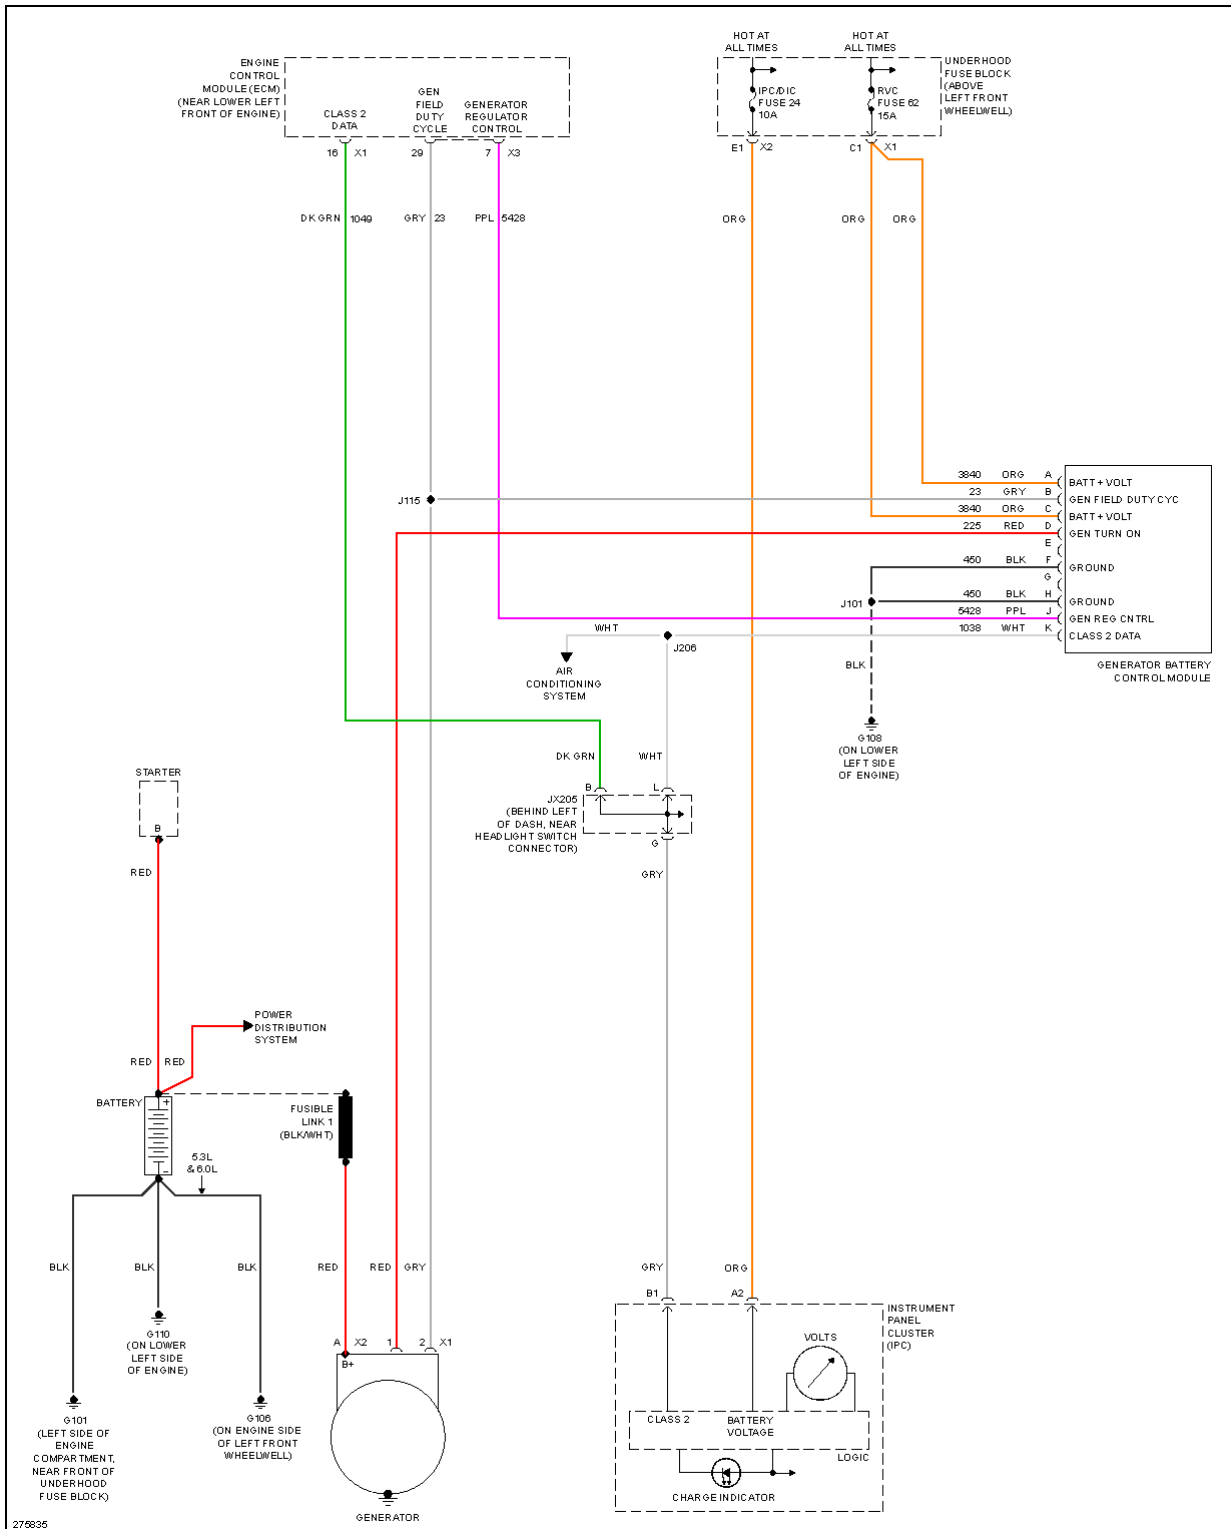 HOT AT
ALL TIMES
HOT AT
ALL TIMES
ENGINE
CONTROL
MODULE (ECM)
(NEAR LOWER LEFT
FRONT OF ENGINE)
CLASS 2
DATA
GEN
FIELD
DUTY
CYCLE
GENERATOR
REGULATOR
CONTROL
IPC/DIC
FUSE 24
10A
RVC
FUSE 62
15A
UNDERHOOD
FUSE BLOCK
(ABOVE
LEFT FRONT
WHEELWELL)
16 X1
29
7 X3
E1 X2
C1 X1
DK GRN 1049
GRY 23
PPL 5428
ORG
ORG
ORG
3840 ORG A
BATT + VOLT
J115
23 GRY B
GEN FIELD DUTY CYC
3840 ORG C
BATT + VOLT
225 RED D
GEN TURN ON
E
450 BLK F
GROUND
G
J101
450 BLK H
GROUND
5428 PPL J
GEN REG CNTRL
WHT
1038 WHT K
CLASS 2 DATA
J206
AIR
CONDITIONING
SYSTEM
BLK
GENERATOR BATTERY
CONTROL MODULE
G108
(ON LOWER
LEFT SIDE
OF ENGINE)
DK GRN
WHT
STARTER
B
B
L
JX205
(BEHIND LEFT
OF DASH, NEAR
HEADLIGHT SWITCH
CONNECTOR)
G
RED
GRY
POWER
DISTRIBUTION
SYSTEM
RED
RED
BATTERY
+
-
FUSIBLE
LINK 1
(BLK/WHT)
5.3L
& 6.0L
BLK
BLK
BLK
RED
RED
GRY
GRY
ORG
B1
A2
G110
(ON LOWER
LEFT SIDE
OF ENGINE)
A X2
1
2 X1
B+
INSTRUMENT
PANEL
CLUSTER
(IPC)
VOLTS
G101
(LEFT SIDE OF
ENGINE
COMPARTMENT,
NEAR FRONT OF
UNDERHOOD
FUSE BLOCK)
G106
(ON ENGINE SIDE
OF LEFT FRONT
WHEELWELL)
CLASS 2
BATTERY
VOLTAGE
LOGIC
CHARGE INDICATOR
GENERATOR
275835